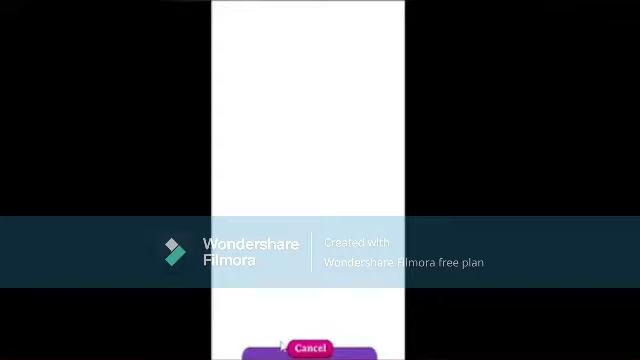 Wondershare
Filmora
Created with
Wondershare Filmora free plan
Cancel